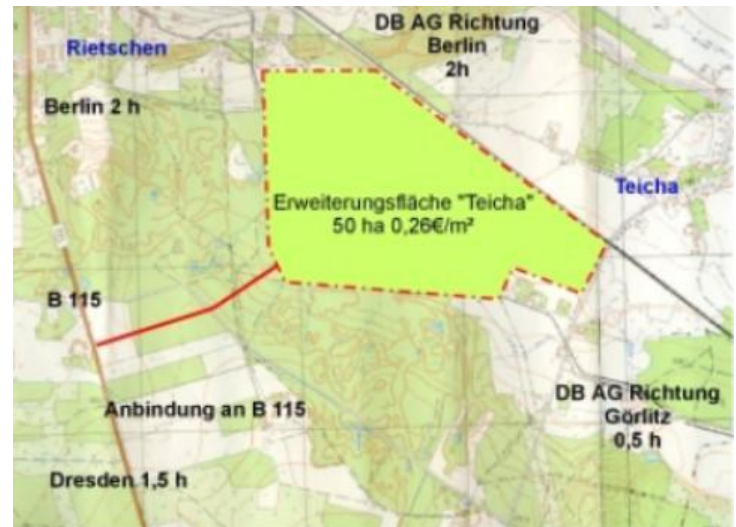 DB AG Richtung
Berlin
2h
Rietschen
Berlin 2 h
Teicha
Erweiterungsfläche "Teicha"
50 ha 0,26€/m²
B 115
DB AG Richtung
Görlitz
0,5 h
Anbindung an B 115
Dresden 1,5 h